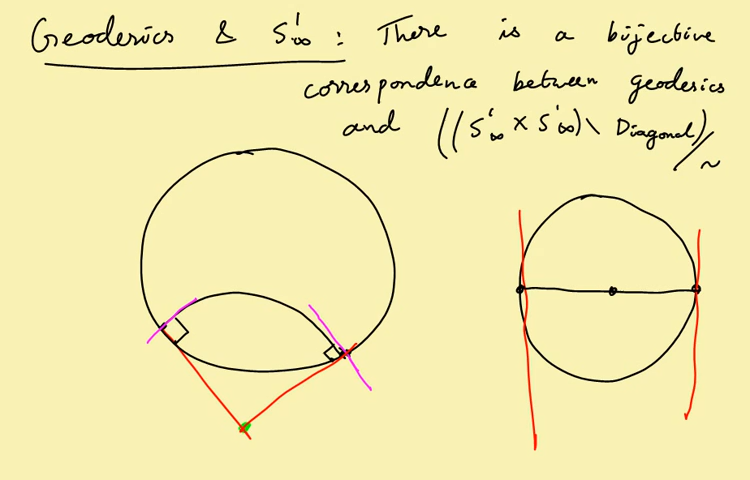 Geodesics & S¹∞ : There is a bijective
correspondence between geodesics
and ((S¹∞ × S¹∞) \ Diagonal)/~